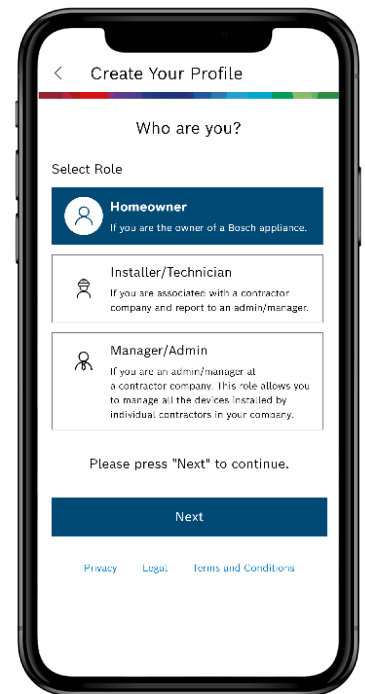 Create Your Profile
Who are you?
Select Role
Homeowner
If you are the owner of a Bosch appliance.
Installer/Technician
If you are associated with a contractor
company and report to an admin/manager.
Manager/Admin
If you are an admin/manager at
a contractor company. This role allows you
to manage all the devices installed by
individual contractors in your company.
Please press "Next" to continue.
Next
Privacy Legal Terms and Conditions